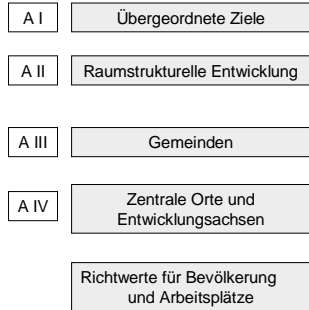 A I
Übergeordnete Ziele
A II
Raumstrukturelle Entwicklung
A III
Gemeinden
A IV
Zentrale Orte und
Entwicklungsachsen
Richtwerte für Bevölkerung
und Arbeitsplätze